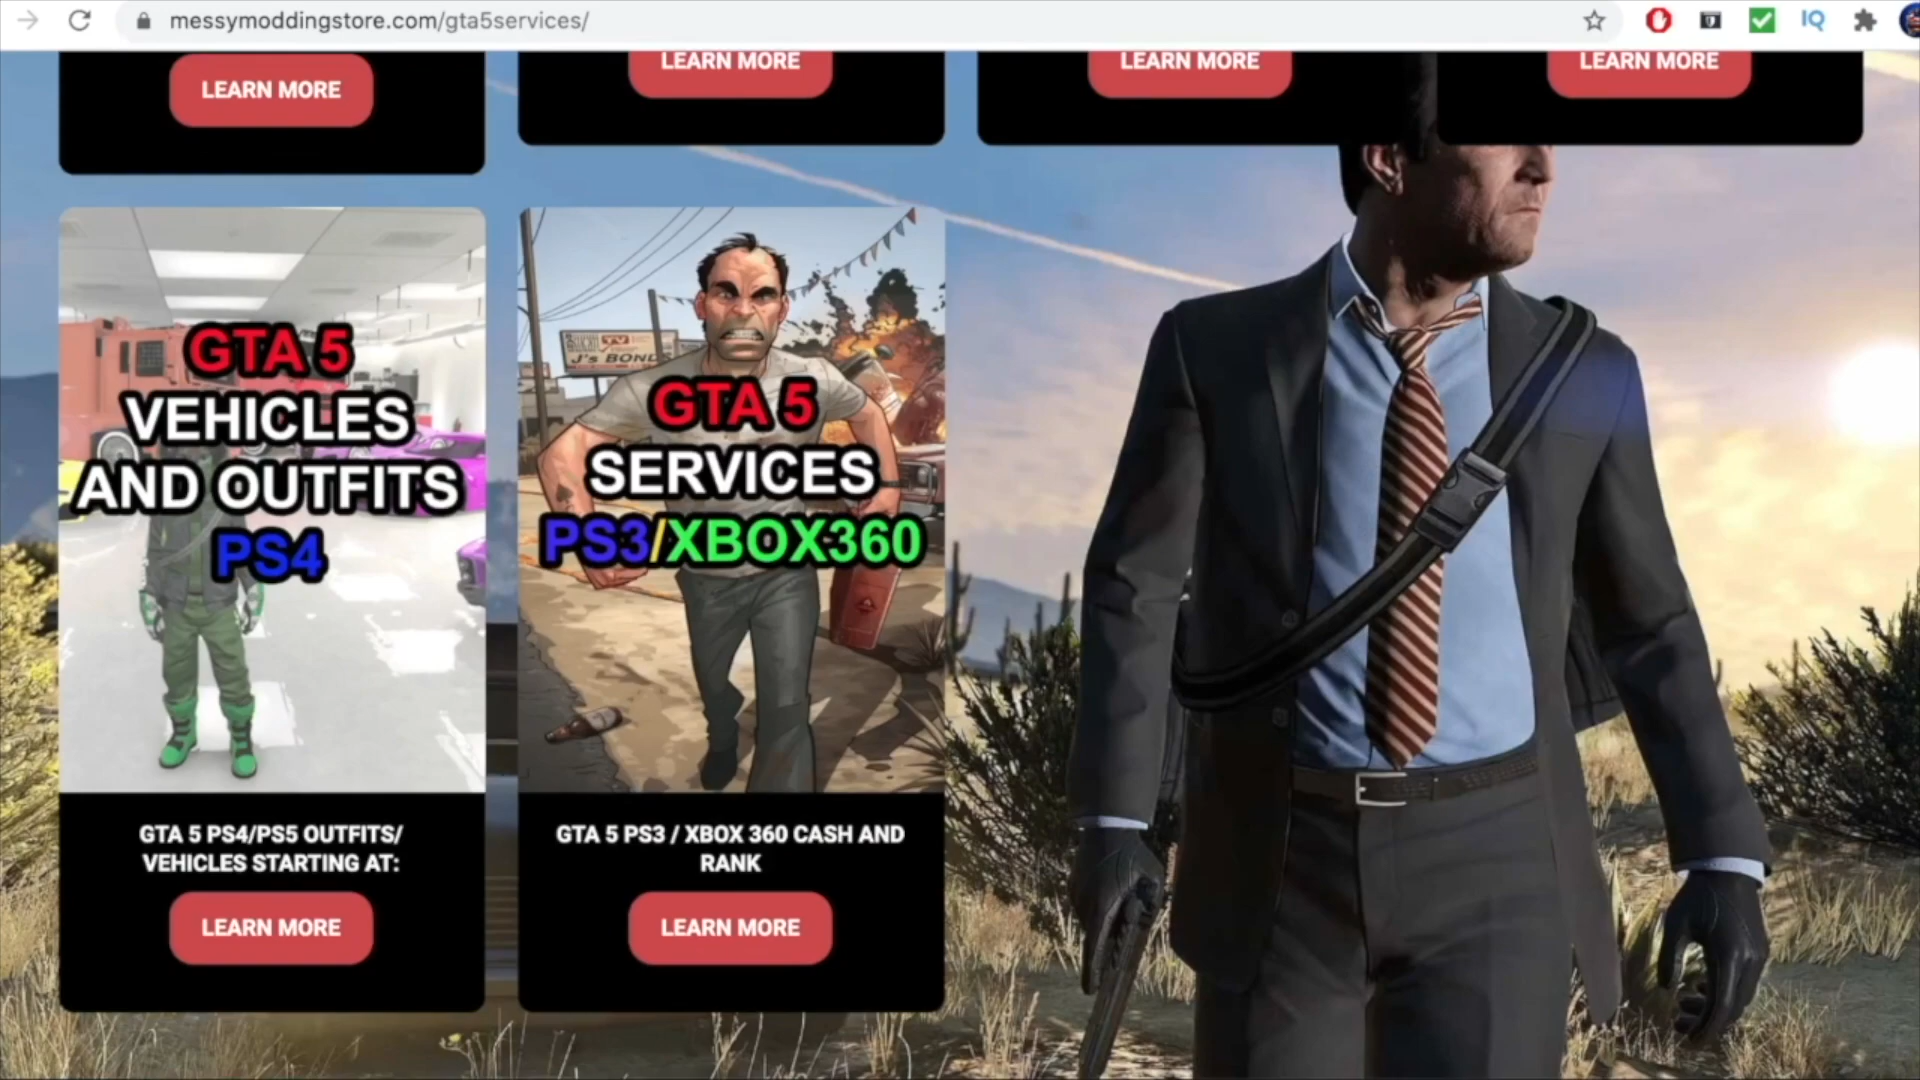 messymoddingstore.com/gta5services/
IQ
LEARN MORE
LEARN MORE
LEARN MORE
LEARN MORE
GTA 5
VEHICLES
AND OUTFITS
PS4
J's BONDS
GTA 5
SERVICES
PS3/XBOX360
GTA 5 PS4/PS5 OUTFITS/
VEHICLES STARTING AT:
LEARN MORE
GTA 5 PS3 / XBOX 360 CASH AND
RANK
LEARN MORE